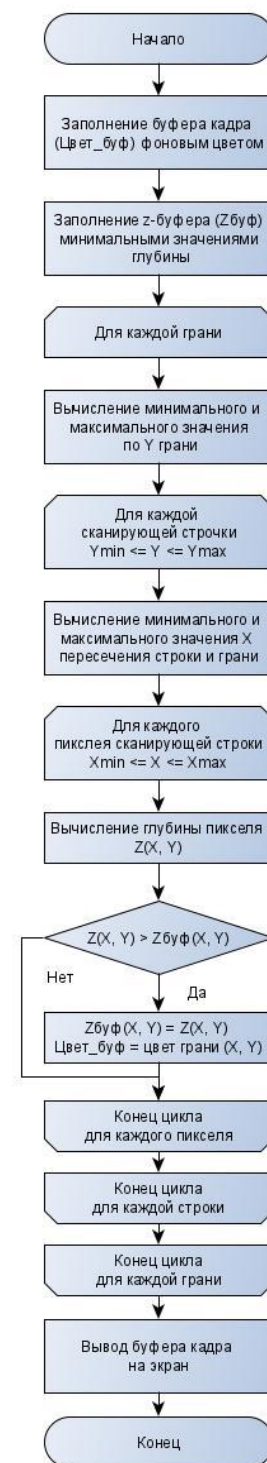 Начало
Заполнение буфера кадра
(Цвет_буф) фоновым цветом
Заполнение z-буфера (Zбуф)
минимальными значениями
глубины
Для каждой грани
Вычисление минимального и
максимального значения
по Y грани
Для каждой
сканирующей строчки
Ymin <= Y <= Ymax
Вычисление минимального и
максимального значения X
пересечения строки и грани
Для каждого
пикслея сканирующей строки
Xmin <= X <= Xmax
Вычисление глубины пикселя
Z(X, Y)
Z(X, Y) > Zбуф(X, Y)
Нет
Да
Zбуф(X, Y) = Z(X, Y)
Цвет_буф = цвет грани (X, Y)
Конец цикла
для каждого пикселя
Конец цикла
для каждой строки
Конец цикла
для каждой грани
Вывод буфера кадра
на экран
Конец